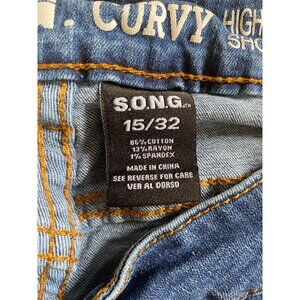 CURVY HIGH
S.O.N.G.
15/32
86% COTTON
13% RAYON
1% SPANDEX
MADE IN CHINA
SEE REVERSE FOR CARE
VER AL DORSO